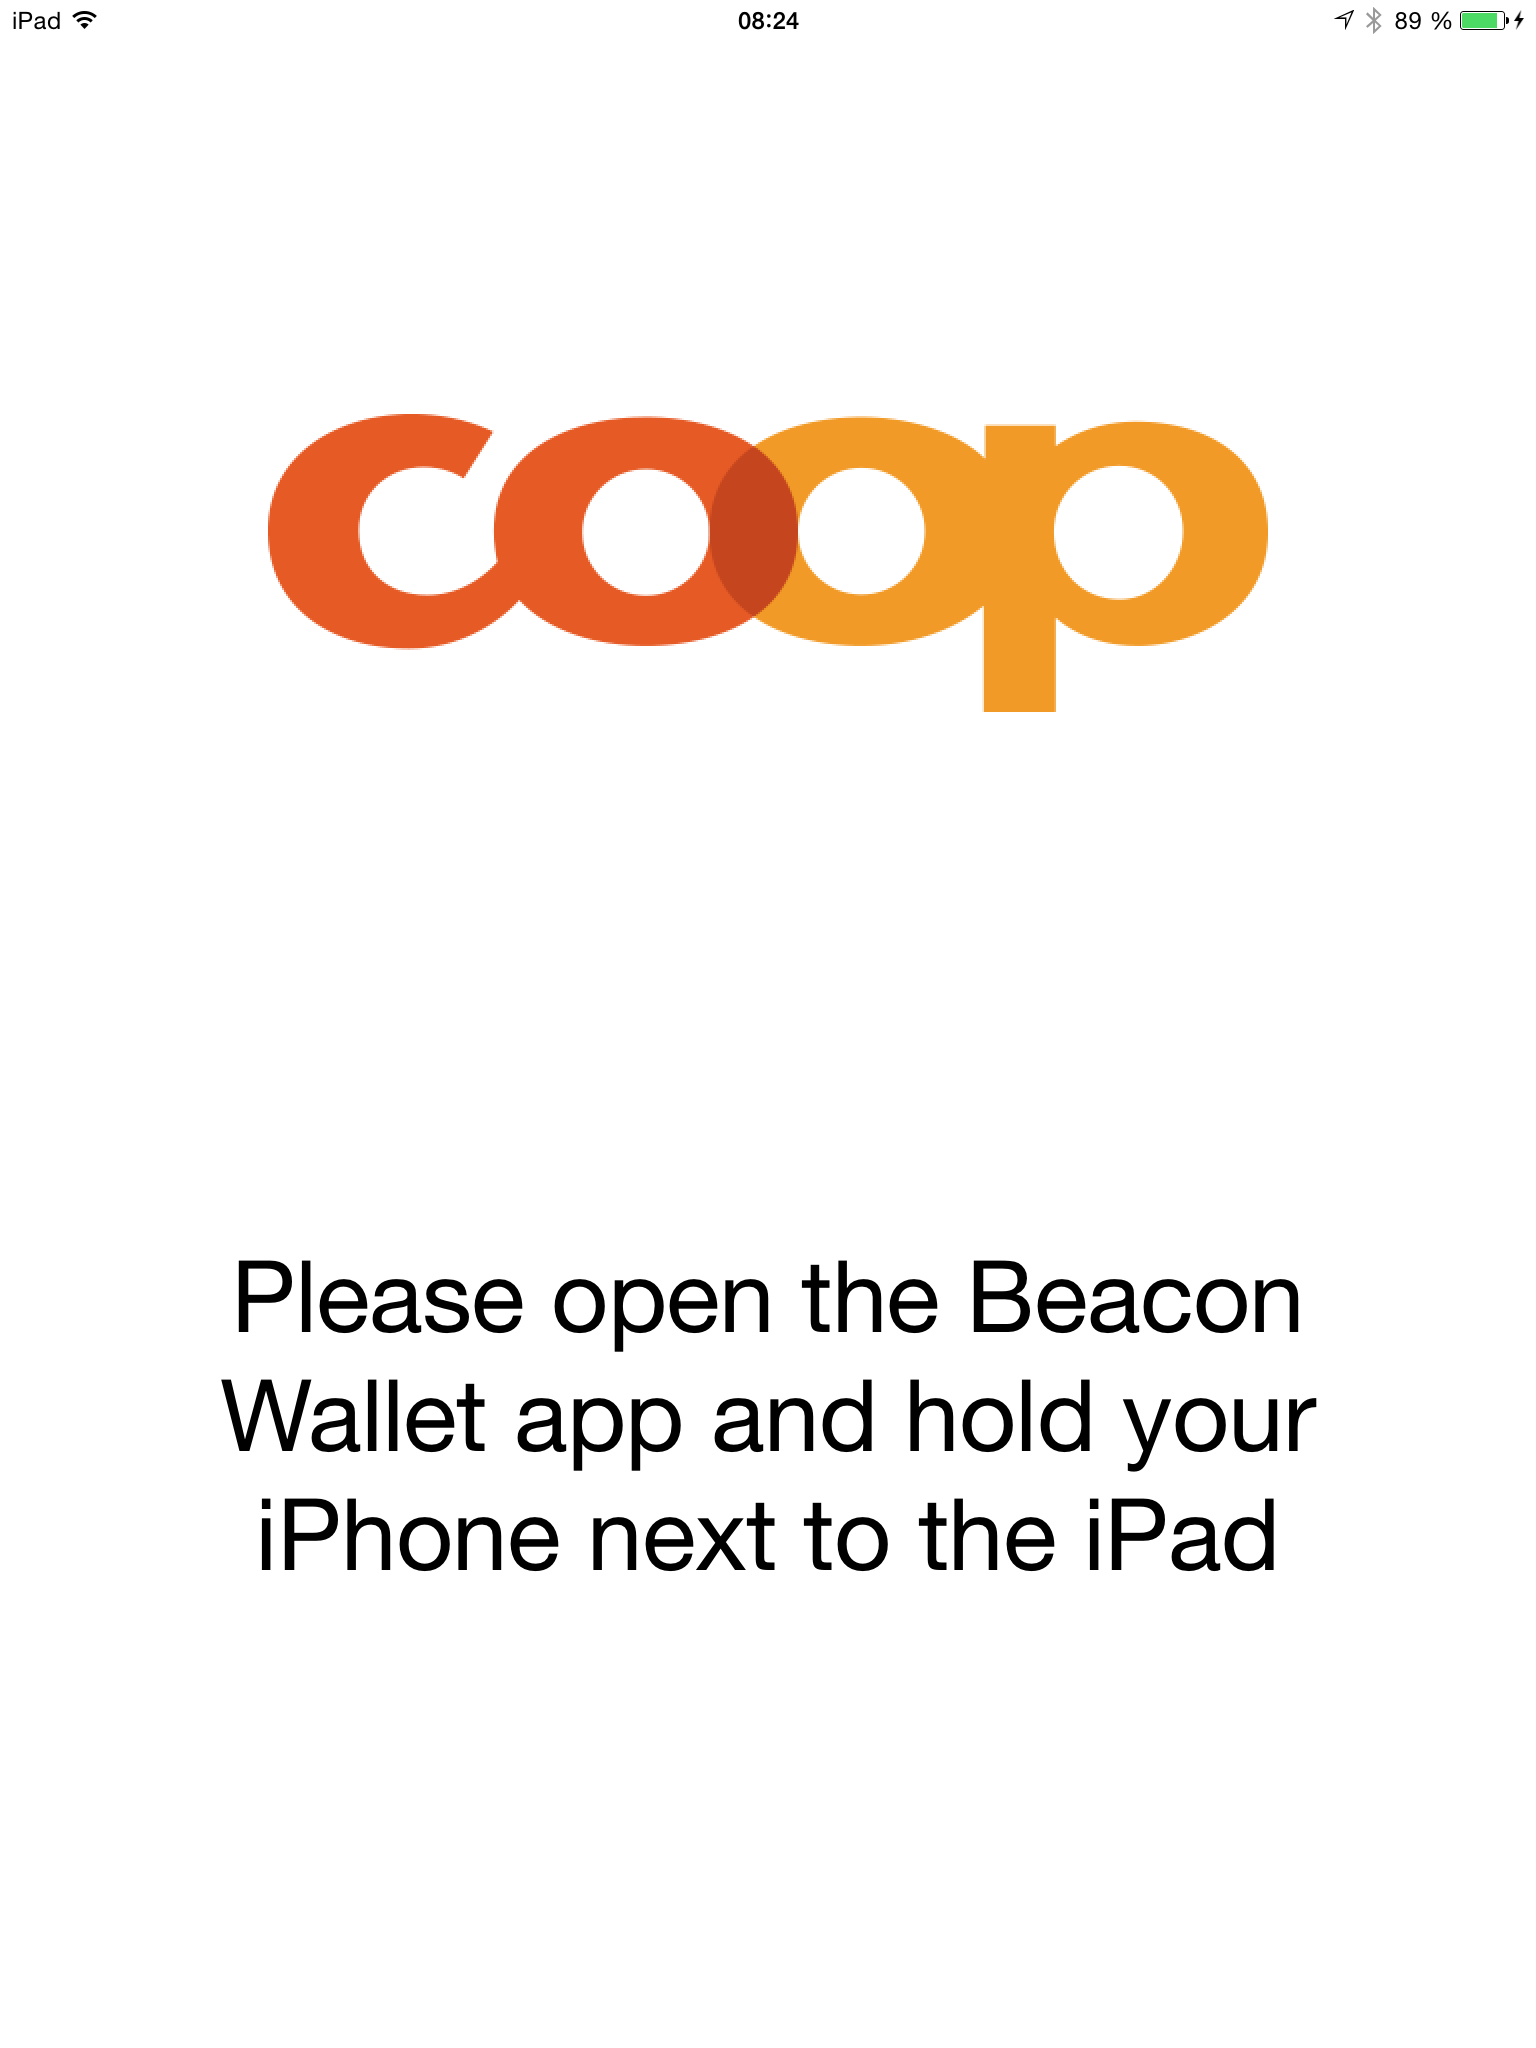 iPad 08:24 89 %
coop
Please open the Beacon
Wallet app and hold your
iPhone next to the iPad